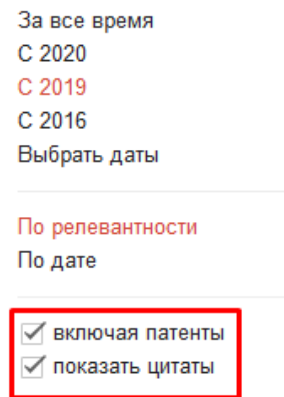 За все время
С 2020
С 2019
С 2016
Выбрать даты
По релевантности
По дате
включая патенты
показать цитаты